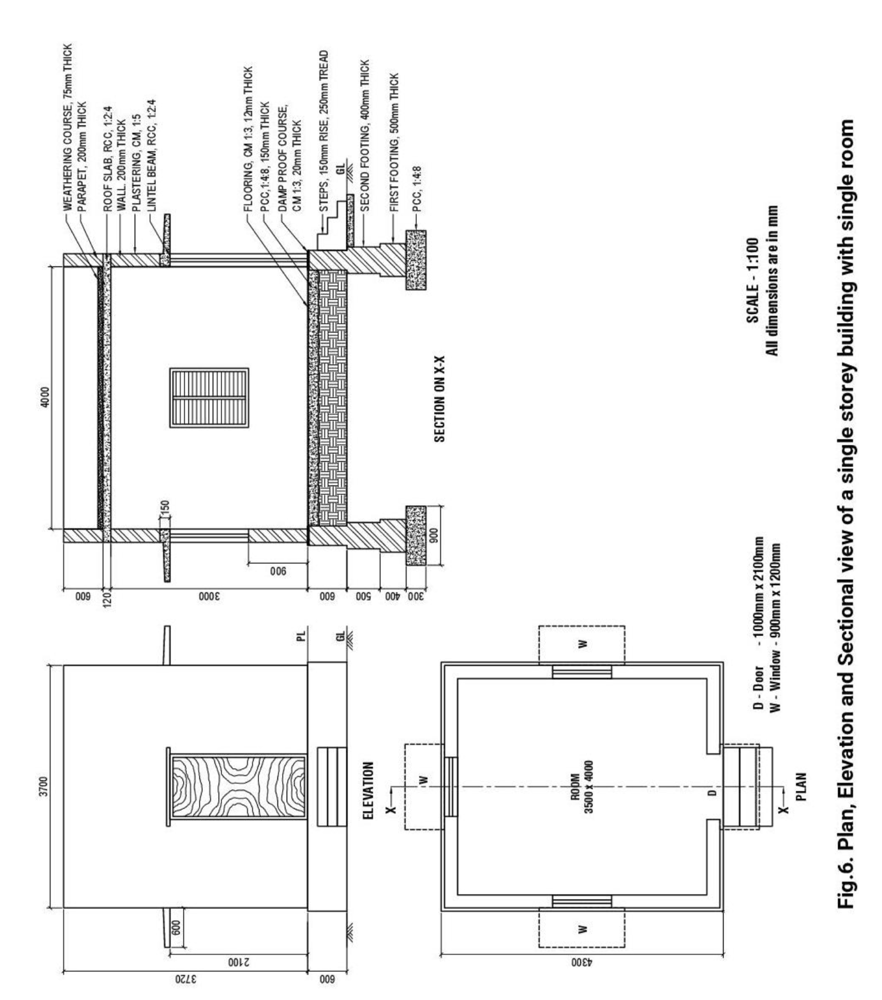 3700
3720
2100
600
600
PL
GL
ELEVATION
4000
600
120
3000
600
500
400
300
900
150
900
WEATHERING COURSE, 75mm THICK
PARAPET, 200mm THICK
ROOF SLAB, RCC, 1:2:4
WALL. 200mm THICK
PLASTERING, CM, 1:5
LINTEL BEAM, RCC, 1:2:4
FLOORING, CM 1:3, 12mm THICK
PCC,1:4:8, 150mm THICK
DAMP PROOF COURSE,
CM 1:3, 20mm THICK
STEPS, 150mm RISE, 250mm TREAD
GL
SECOND FOOTING, 400mm THICK
FIRST FOOTING, 500mm THICK
PCC, 1:4:8
SECTION ON X-X
X
W
W
W
ROOM
3500 x 4000
D
X
4300
PLAN
D - Door - 1000mm x 2100mm
W - Window - 900mm x 1200mm
SCALE - 1:100
All dimensions are in mm
Fig.6. Plan, Elevation and Sectional view of a single storey building with single room